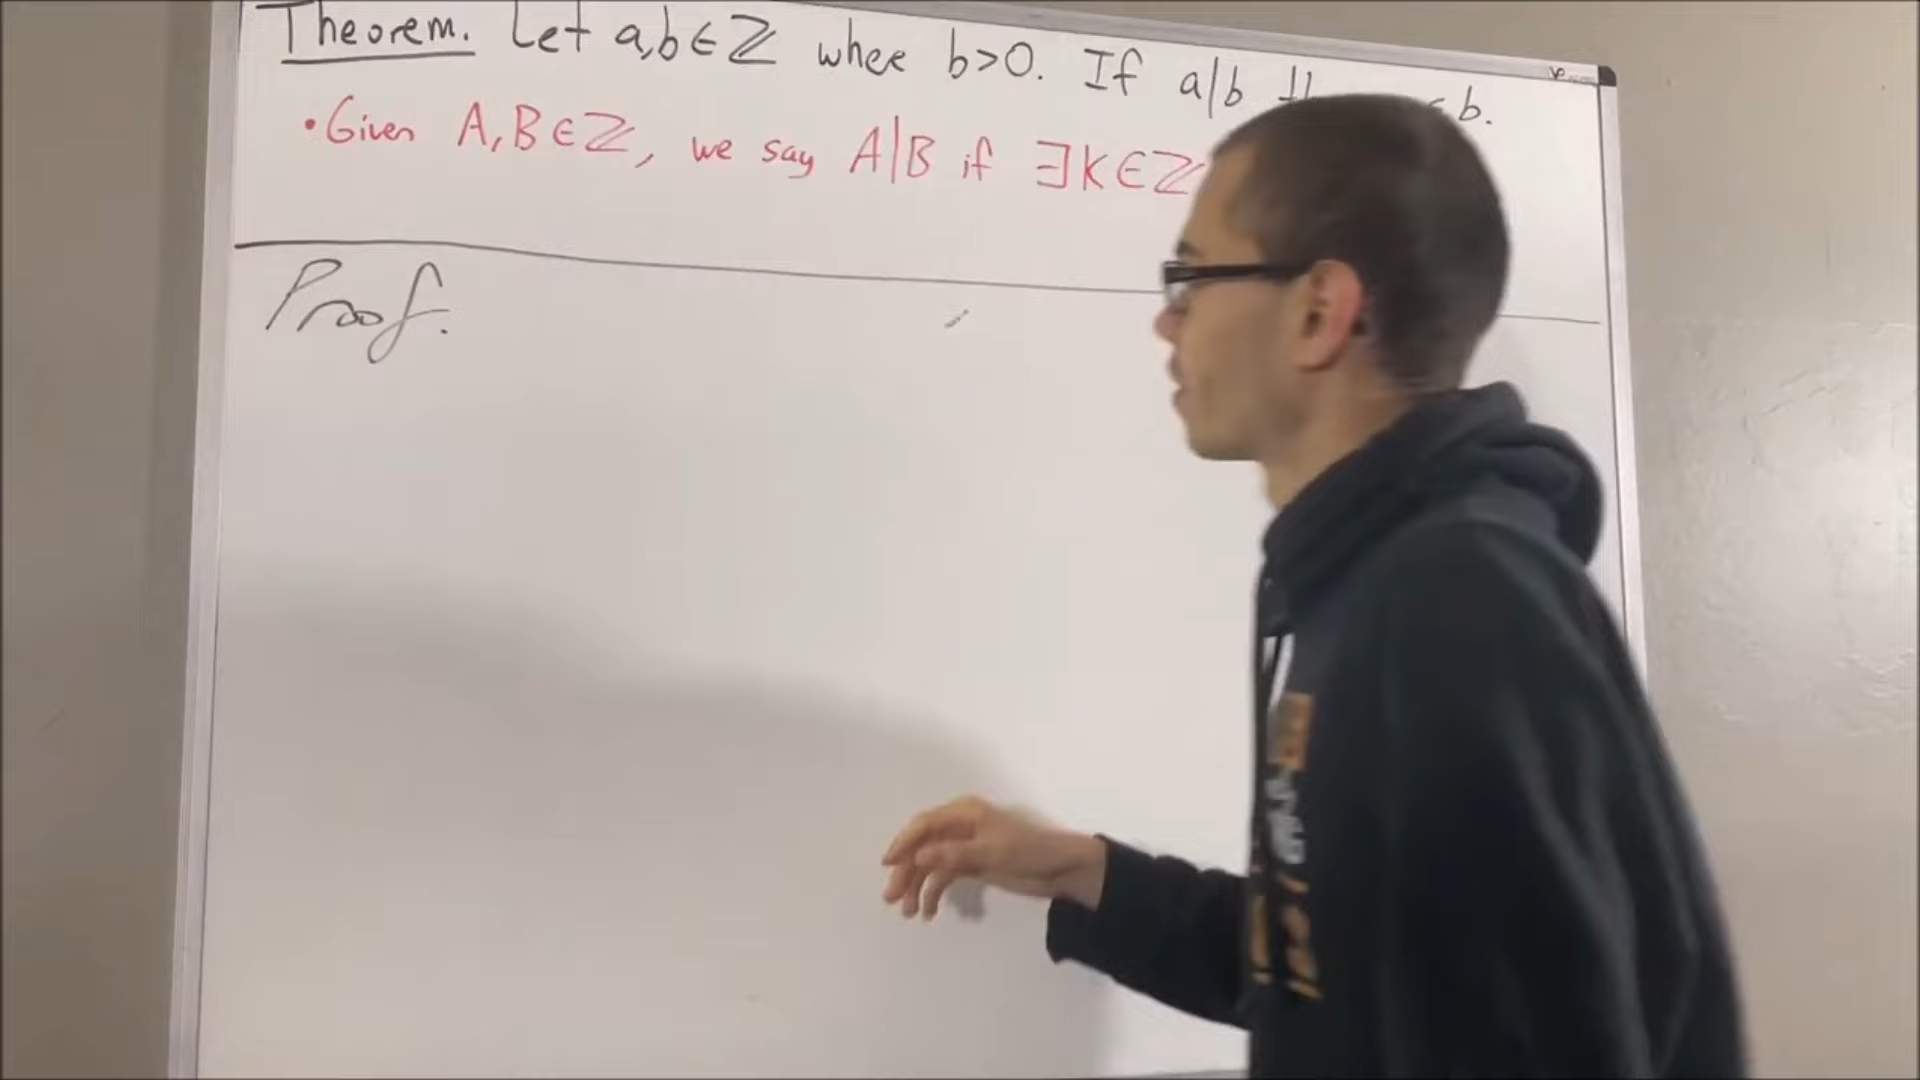 Theorem. Let a,b∈ℤ where b>0. If a|b b.
• Given A,B∈ℤ, we say A|B if ∃K∈ℤ
Proof.